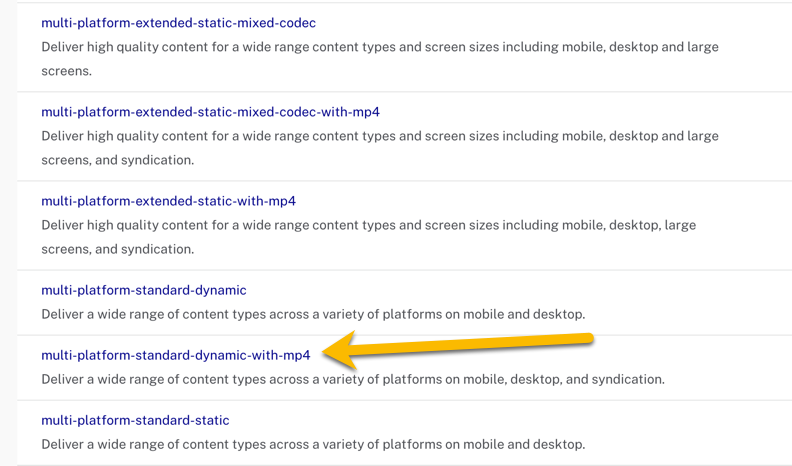 multi-platform-extended-static-mixed-codec
Deliver high quality content for a wide range content types and screen sizes including mobile, desktop and large
screens.
multi-platform-extended-static-mixed-codec-with-mp4
Deliver high quality content for a wide range content types and screen sizes including mobile, desktop and large
screens, and syndication.
multi-platform-extended-static-with-mp4
Deliver high quality content for a wide range content types and screen sizes including mobile, desktop, large
screens, and syndication.
multi-platform-standard-dynamic
Deliver a wide range of content types across a variety of platforms on mobile and desktop.
multi-platform-standard-dynamic-with-mp4
Deliver a wide range of content types across a variety of platforms on mobile, desktop, and syndication.
multi-platform-standard-static
Deliver a wide range of content types across a variety of platforms on mobile and desktop.